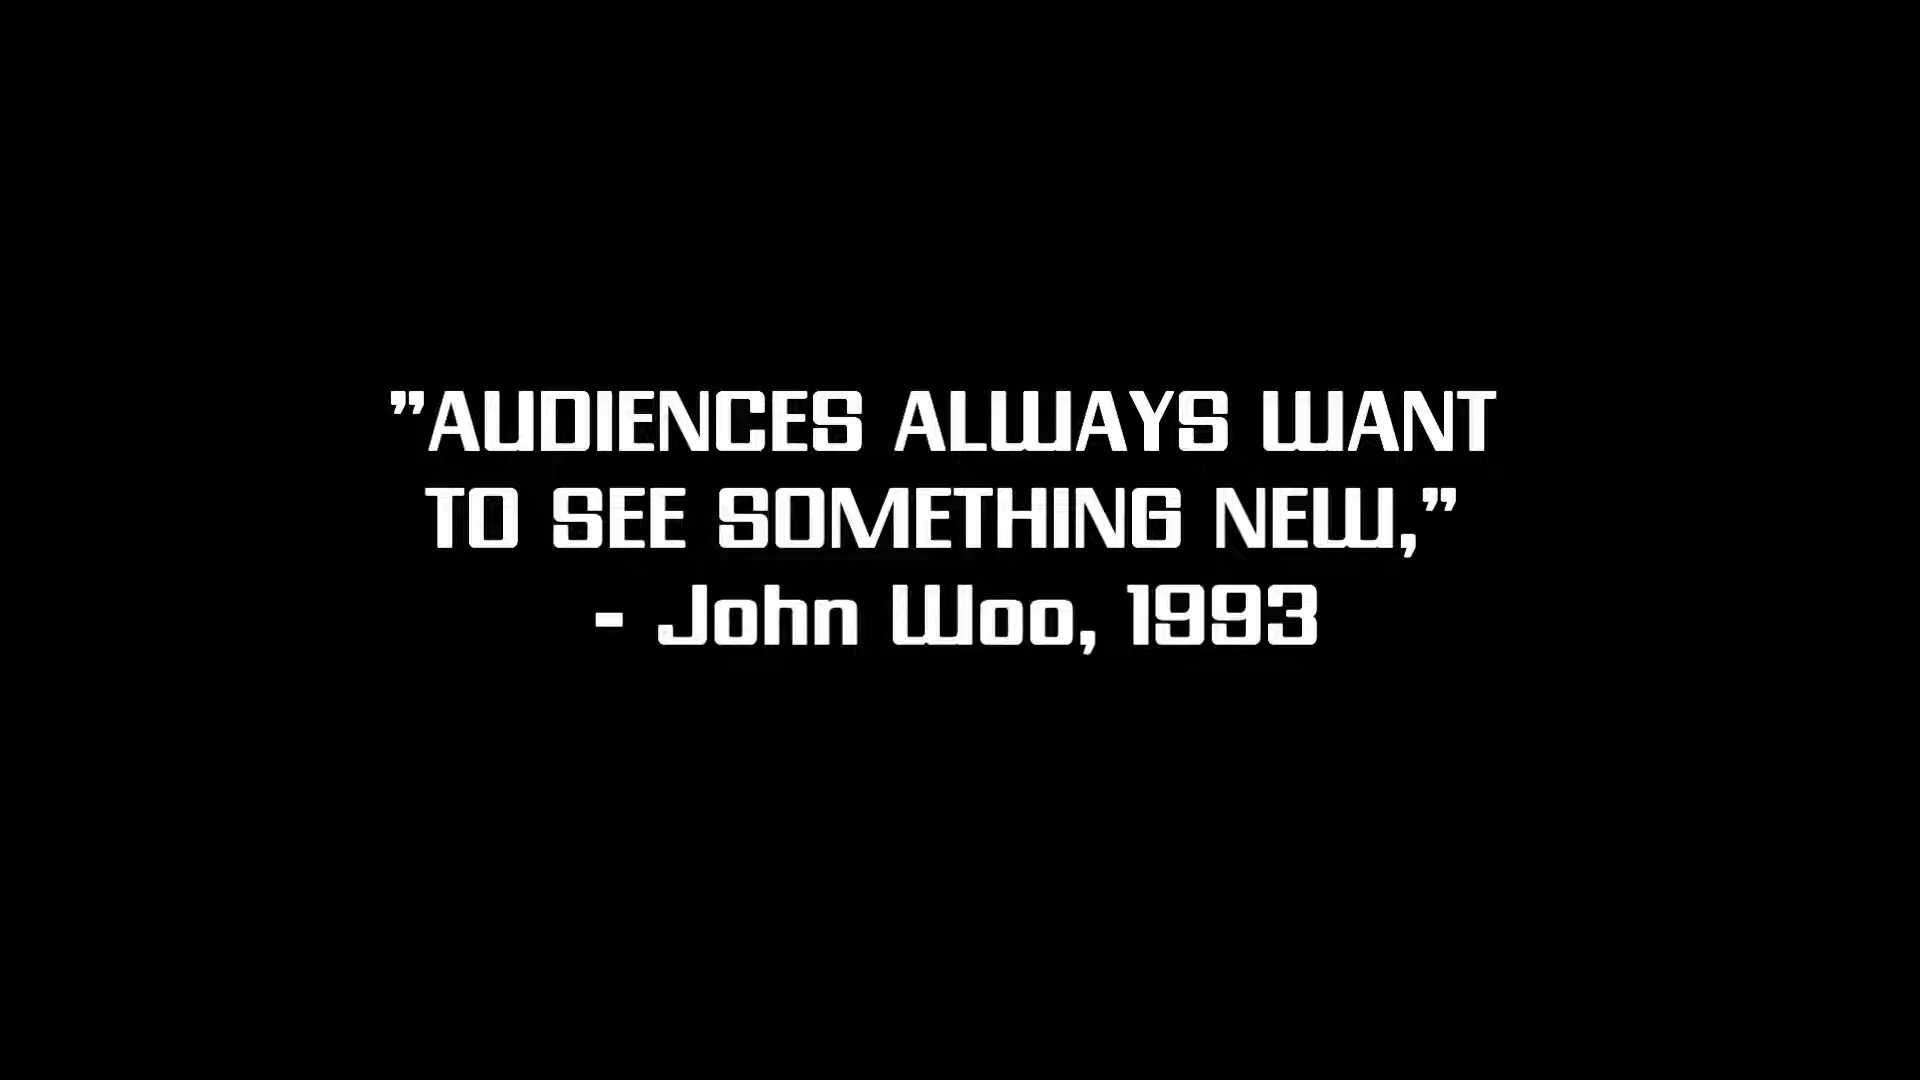 ”AUDIENCES ALWAYS WANT
TO SEE SOMETHING NEW,”
- John Woo, 1993